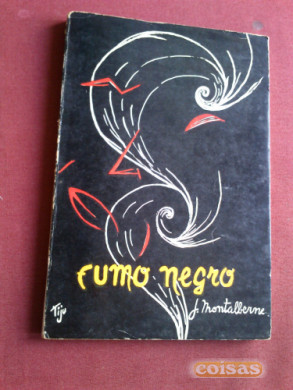 fumo negro
Tiju
J. Montalberne
coisas